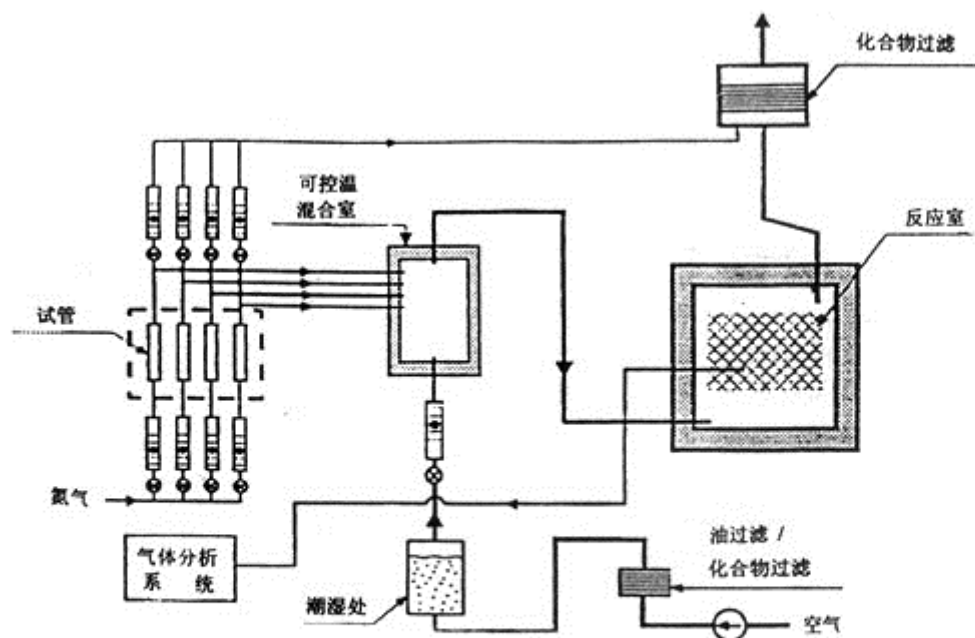 化合物过滤
可控温
混合室
反应室
试管
氮气
气体分析
系 统
潮湿处
油过滤 /
化合物过滤
空气